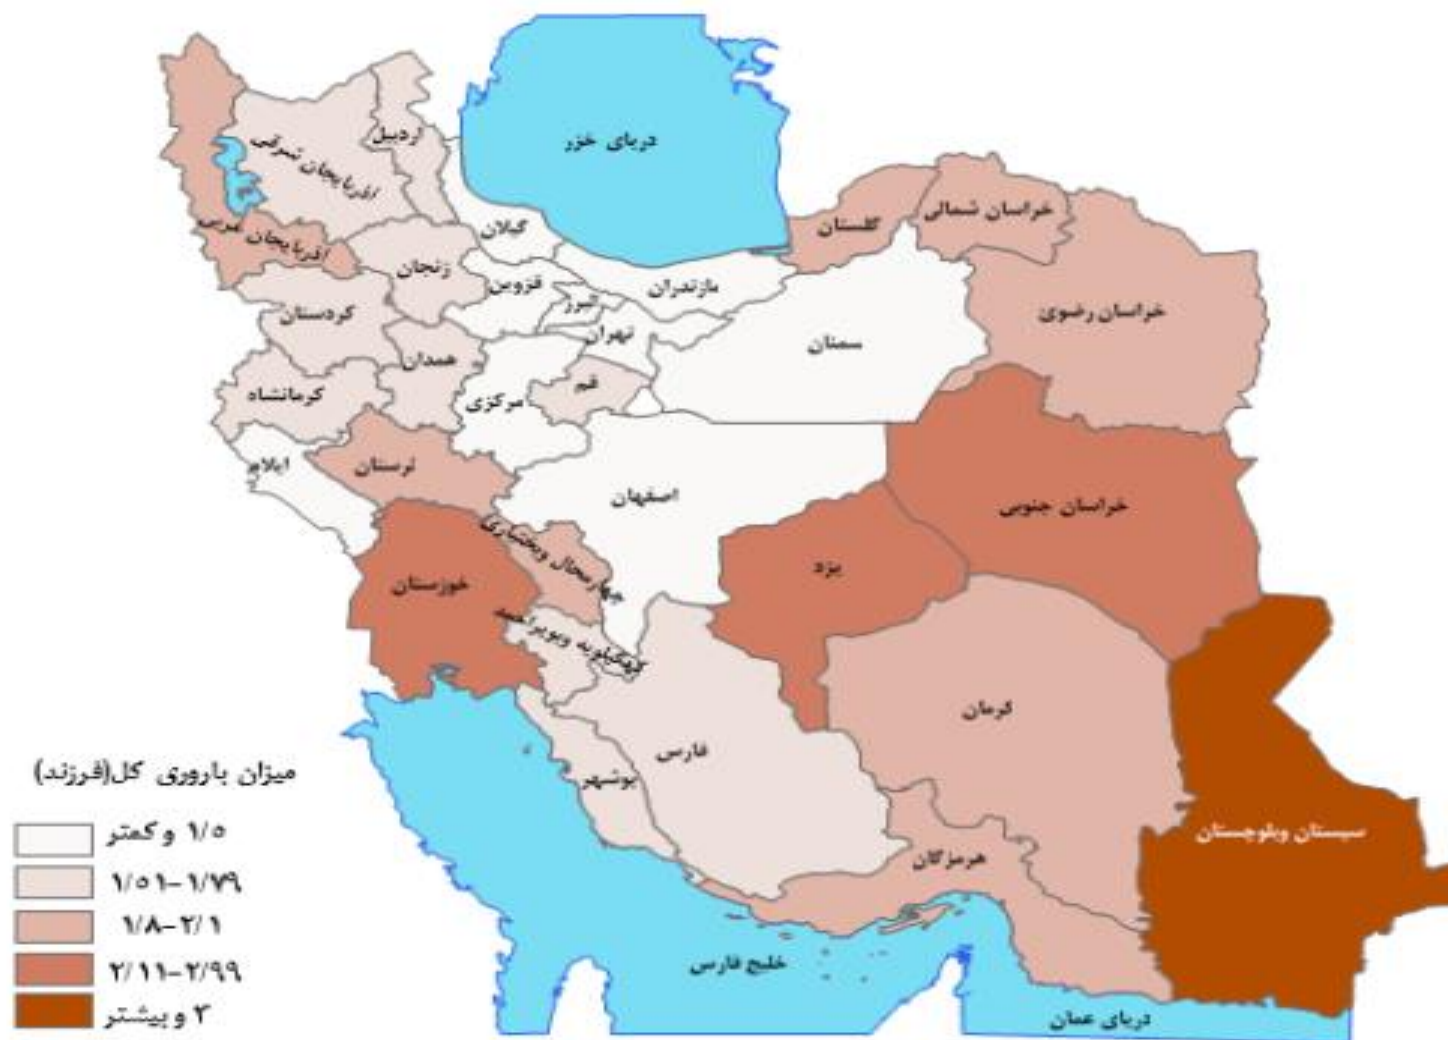 اردبیل
آذربایجان شرقی
دریای خزر
گیلان
گلستان
خراسان شمالی
آذربایجان غربی
زنجان
قزوین
البرز
مازندران
خراسان رضوی
کردستان
تهران
سمنان
همدان
کرمانشاه
مرکزی
قم
ایلام
لرستان
اصفهان
خراسان جنوبی
چهارمحال وبختیاری
خوزستان
یزد
کهگیلویه وبویراحمد
کرمان
فارس
بوشهر
سیستان وبلوچستان
هرمزگان
خلیج فارس
دریای عمان
میزان باروری کل(فرزند)
۱/۵ و کمتر
۱/۵۱-۱/۷۹
۱/۸-۲/۱
۲/۱۱-۲/۹۹
۳ و بیشتر